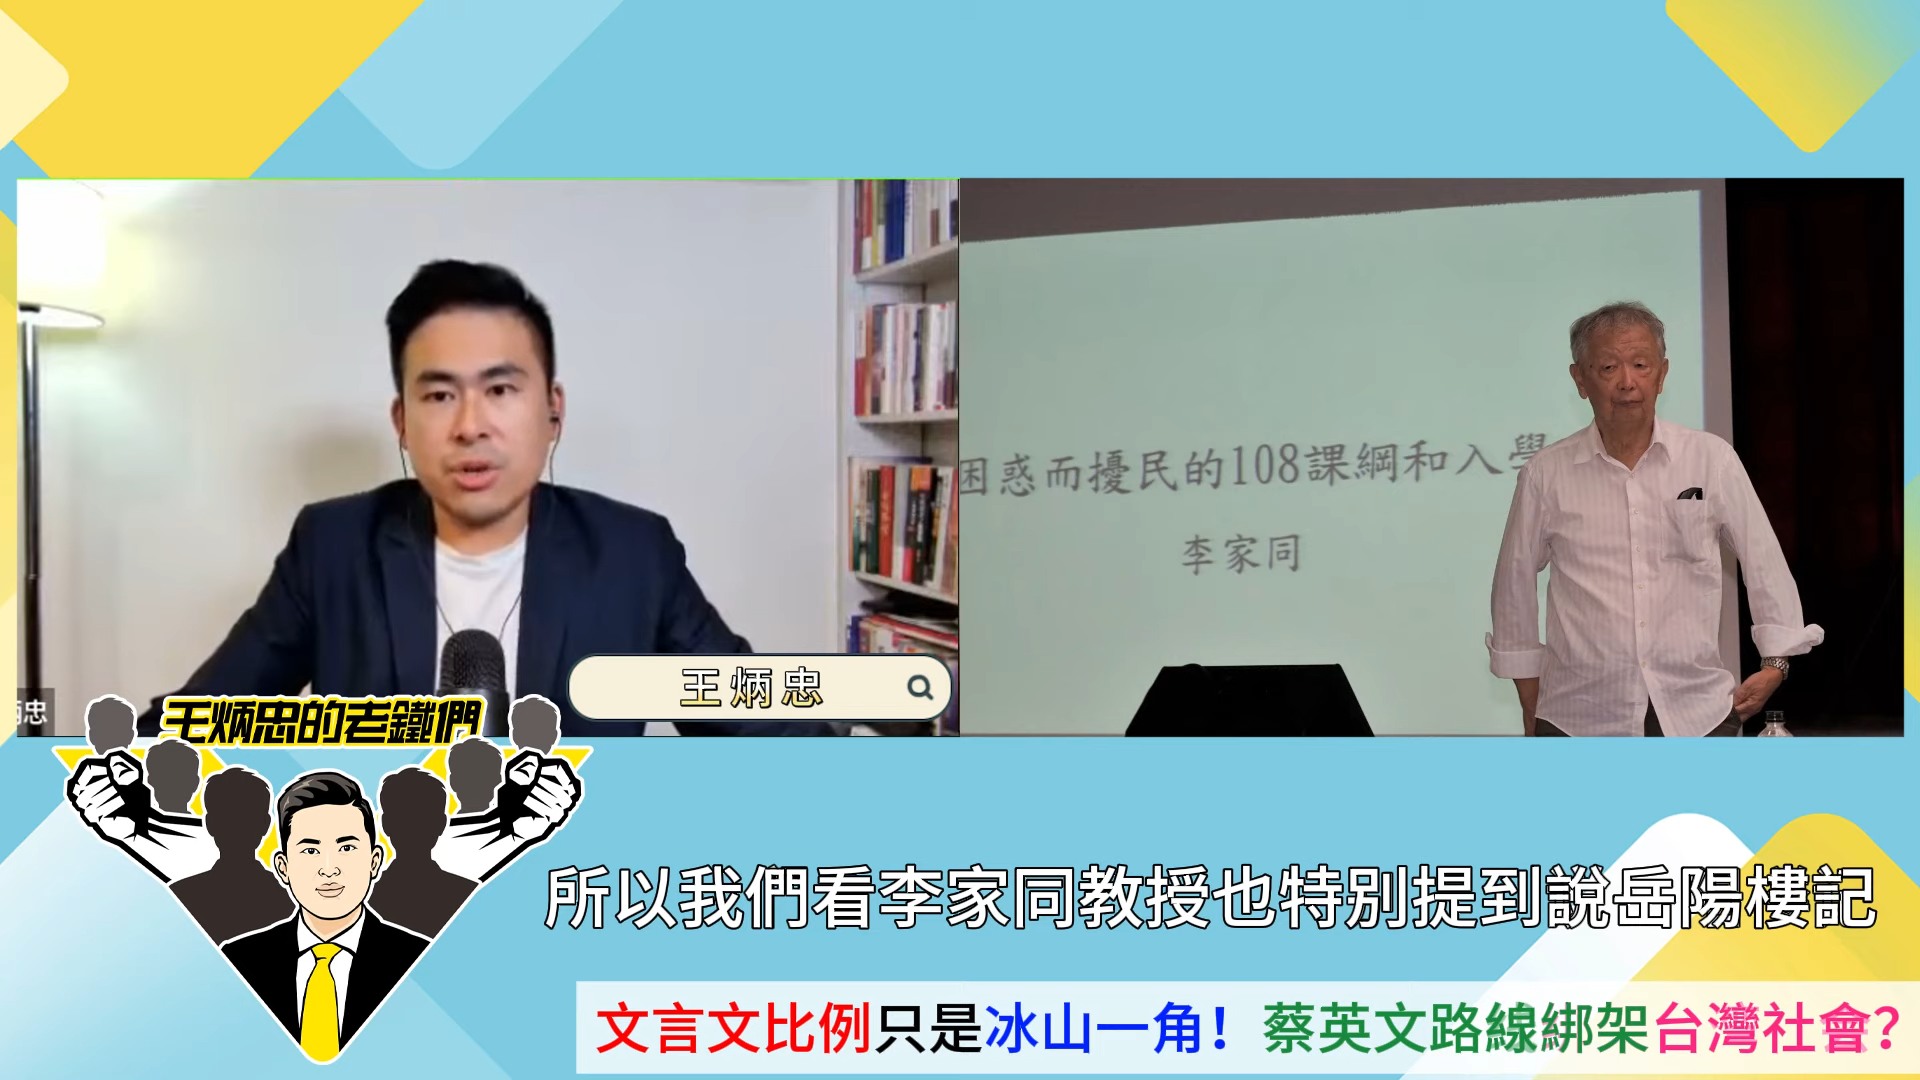 困惑而擾民的108課綱和入學
李家同
王炳忠
忠
王炳忠的老鐵們
所以我們看李家同教授也特別提到說岳陽樓記
文言文比例只是冰山一角！蔡英文路線綁架台灣社會？